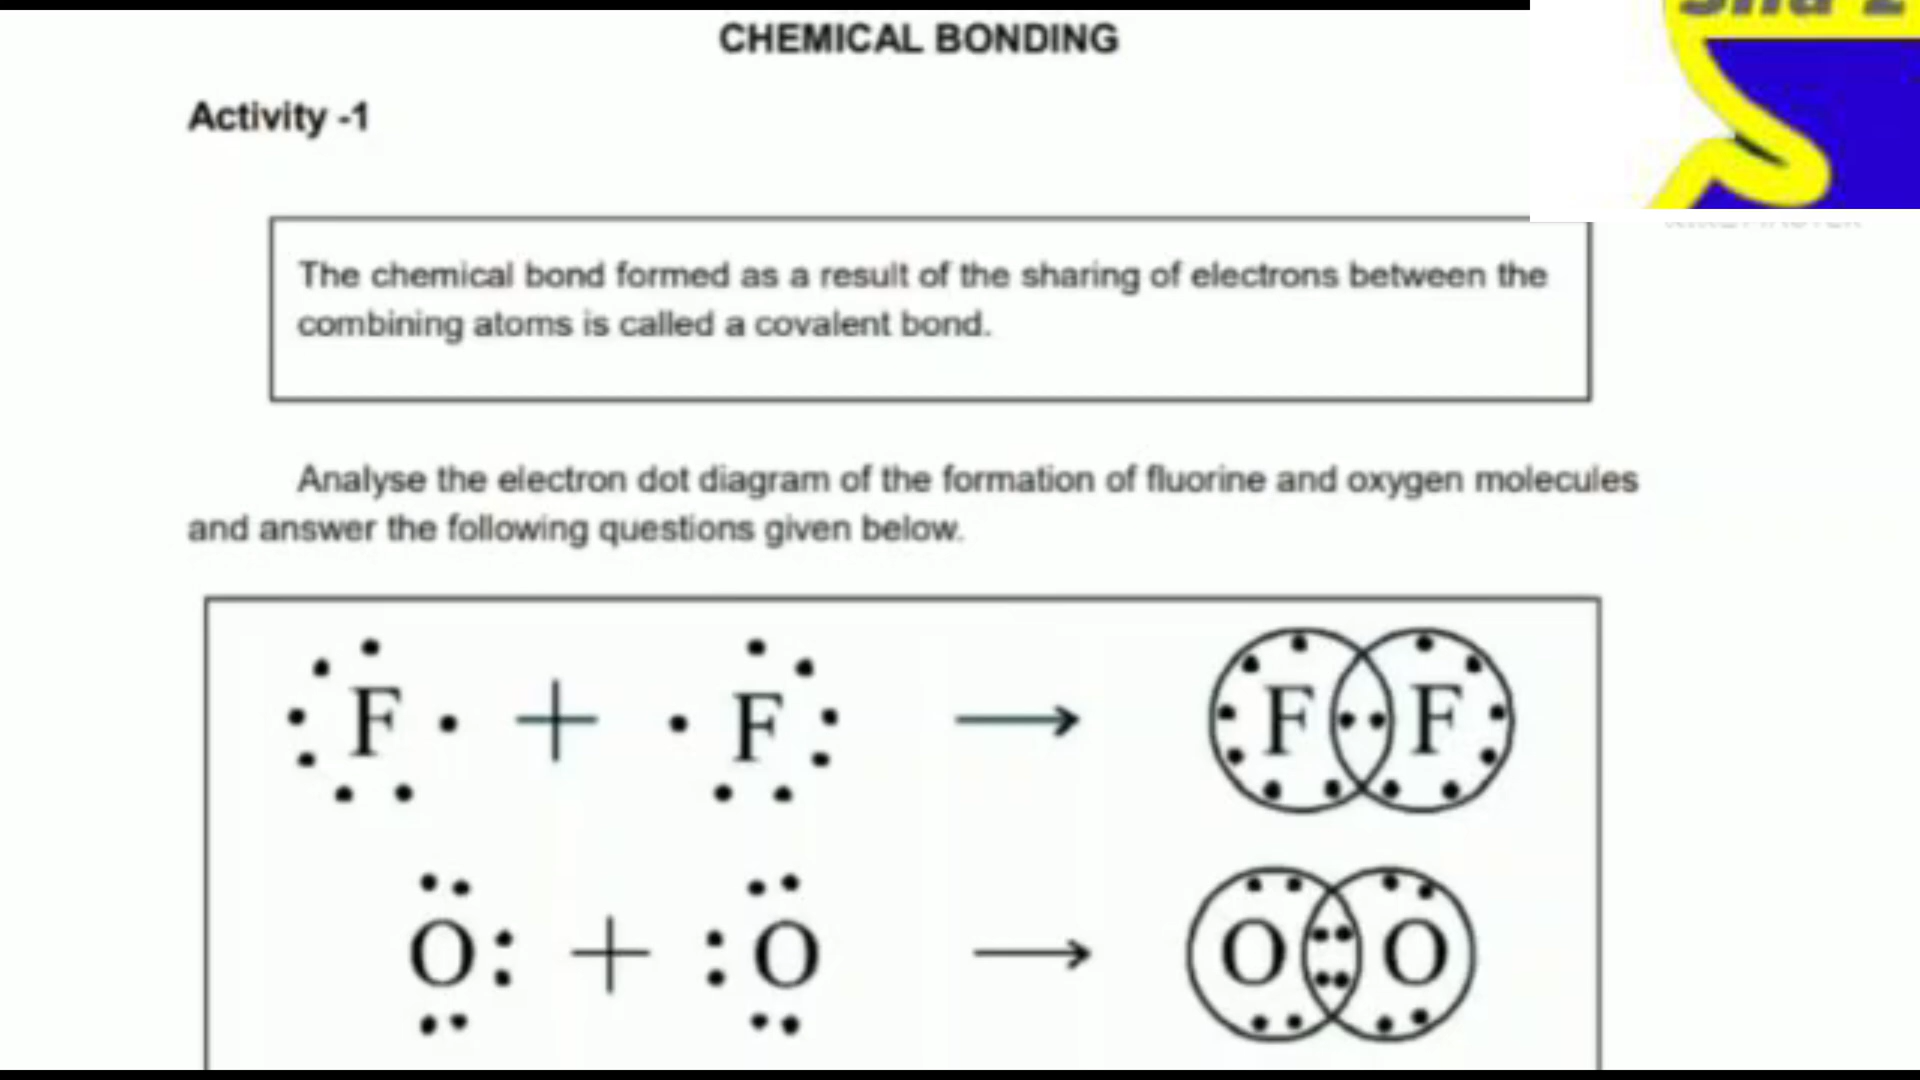 CHEMICAL BONDING
Activity -1
The chemical bond formed as a result of the sharing of electrons between the
combining atoms is called a covalent bond.
Analyse the electron dot diagram of the formation of fluorine and oxygen molecules
and answer the following questions given below.
F + F → F F
O + O → O O